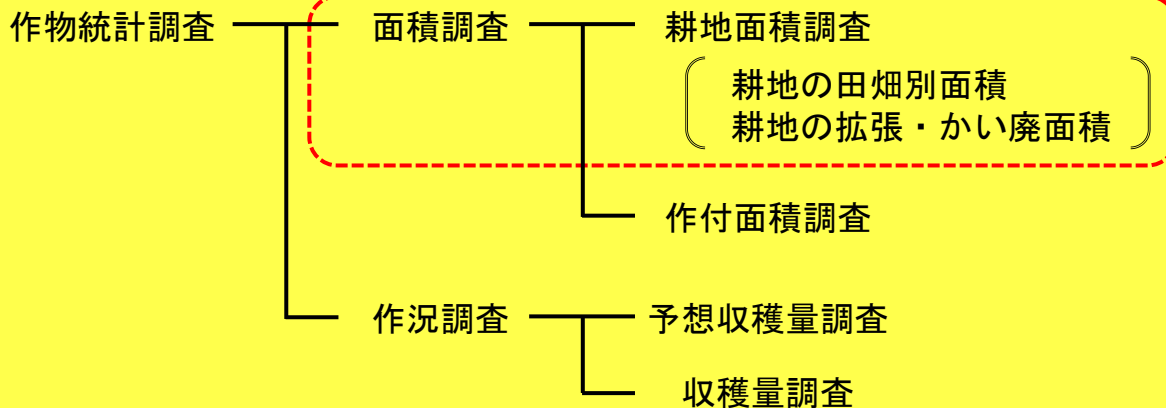 作物統計調査
面積調査
耕地面積調査
耕地の田畑別面積
耕地の拡張・かい廃面積
作付面積調査
作況調査
予想収穫量調査
収穫量調査